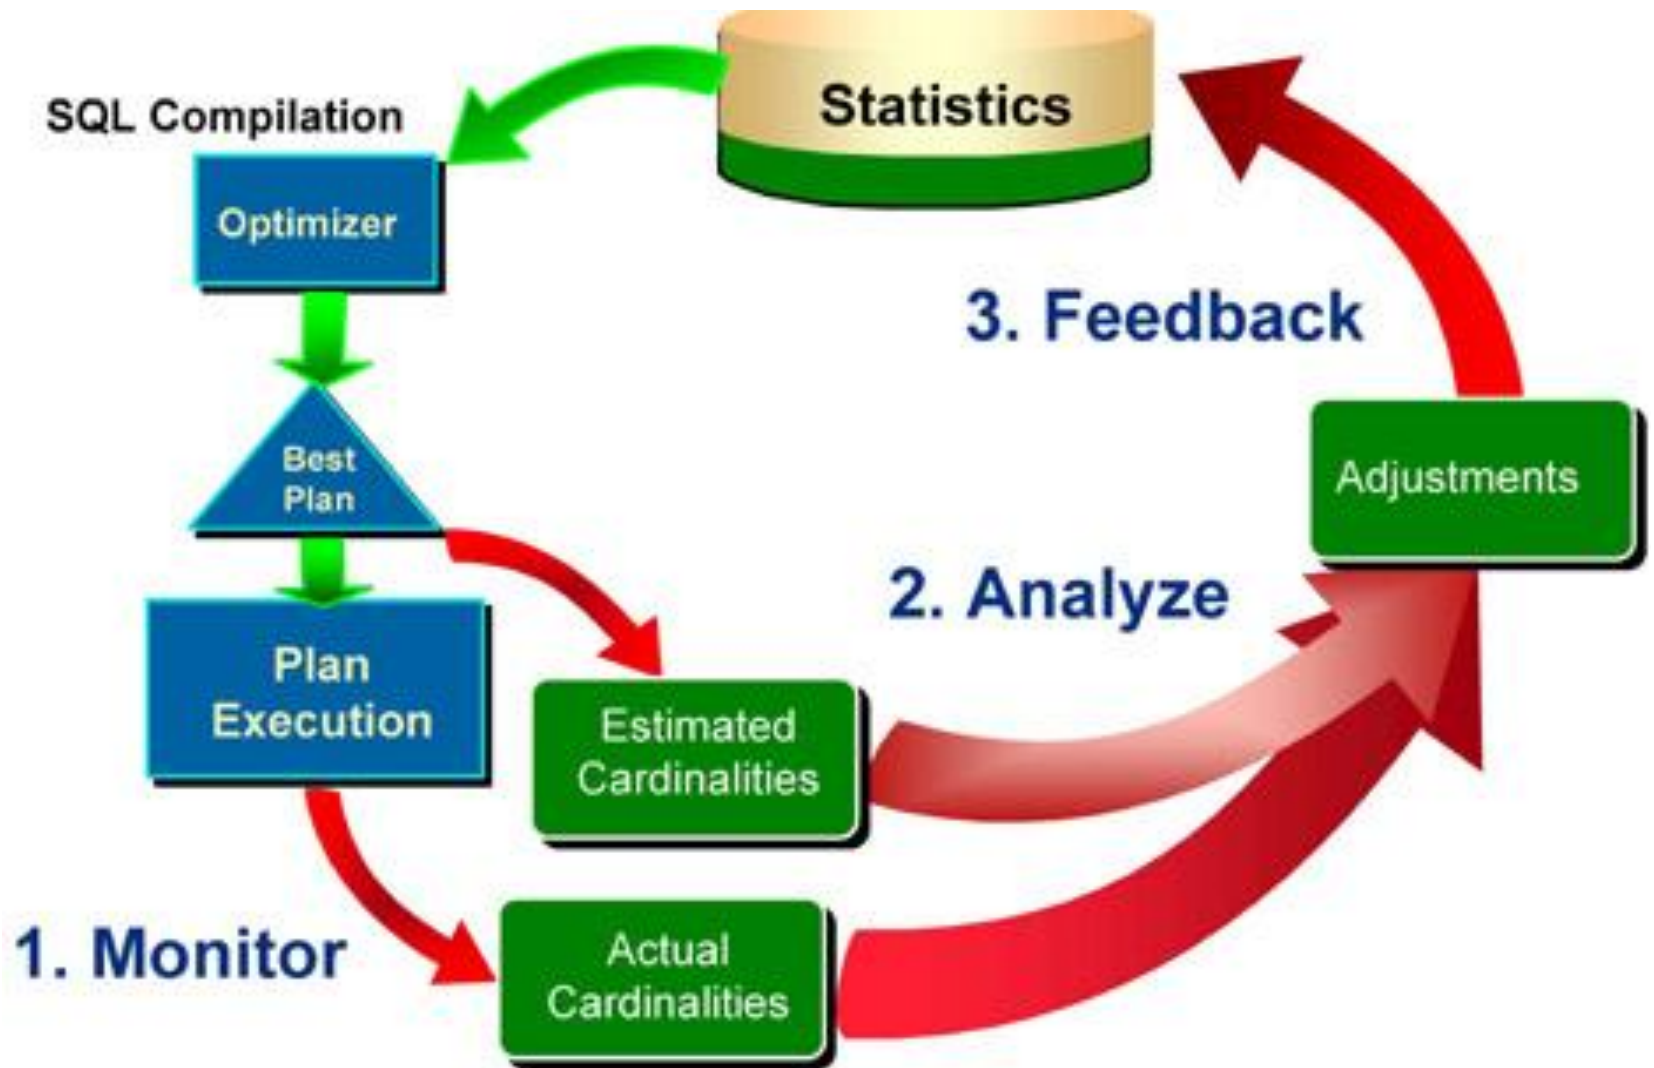 SQL Compilation
Statistics
Optimizer
3. Feedback
Best
Plan
Adjustments
2. Analyze
Plan
Execution
Estimated
Cardinalities
1. Monitor
Actual
Cardinalities